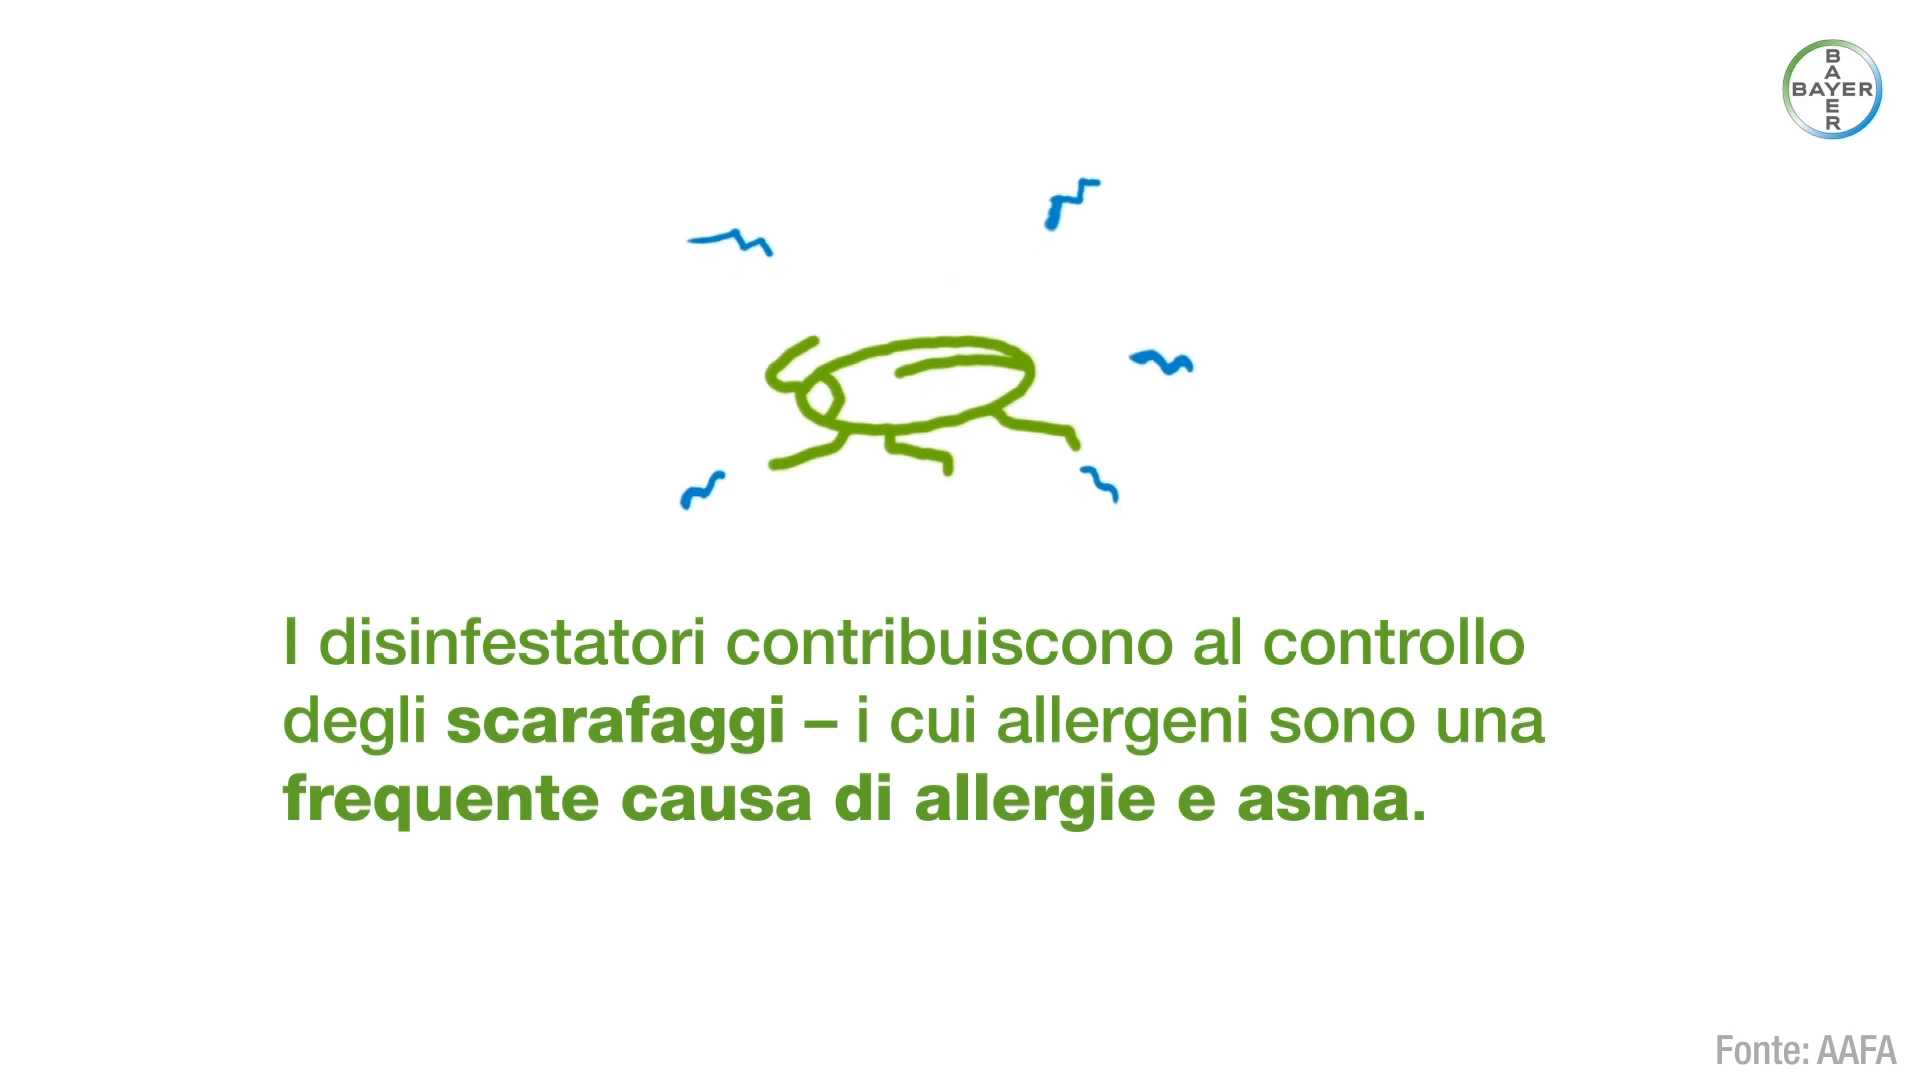 BAYER
BAYER
I disinfestatori contribuiscono al controllo
degli scarafaggi – i cui allergeni sono una
frequente causa di allergie e asma.
Fonte: AAFA